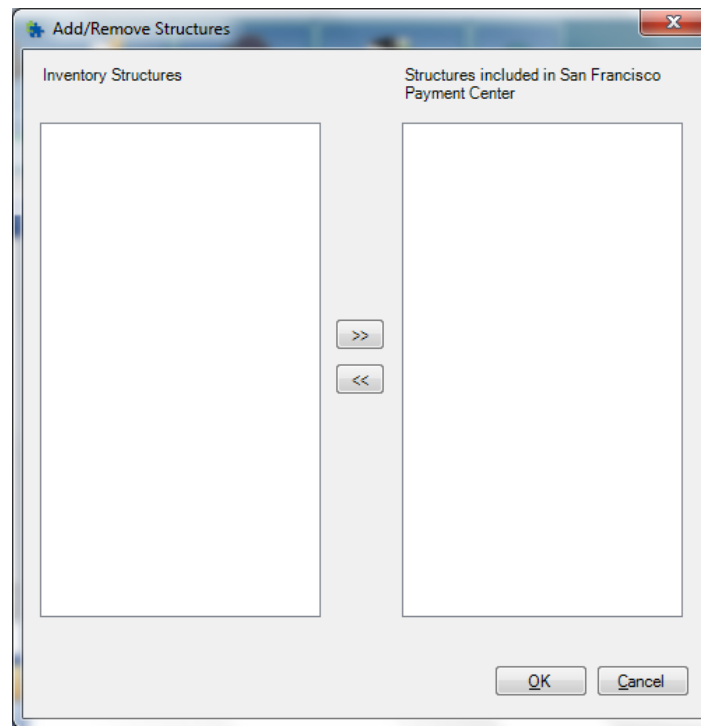 Add/Remove Structures
X
Inventory Structures
Structures included in San Francisco
Payment Center
>>
<<
OK
Cancel